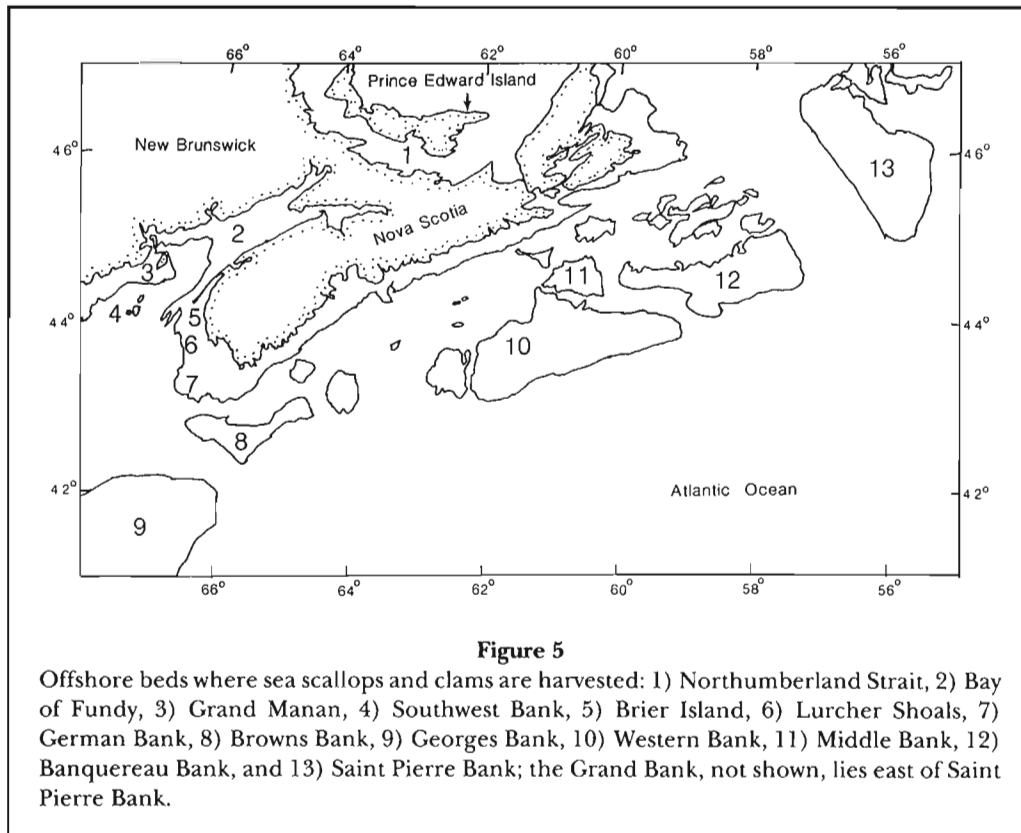 66° 64° 62° 60° 58° 56°
Prince Edward Island
New Brunswick
46° 1 13 46°
Nova Scotia
2
3
11 12
4 5
44° 44°
6 10
7
8
42° 42°
Atlantic Ocean
9
66° 64° 62° 60° 58° 56°
Figure 5
Offshore beds where sea scallops and clams are harvested: 1) Northumberland Strait, 2) Bay
of Fundy, 3) Grand Manan, 4) Southwest Bank, 5) Brier Island, 6) Lurcher Shoals, 7)
German Bank, 8) Browns Bank, 9) Georges Bank, 10) Western Bank, 11) Middle Bank, 12)
Banquereau Bank, and 13) Saint Pierre Bank; the Grand Bank, not shown, lies east of Saint
Pierre Bank.